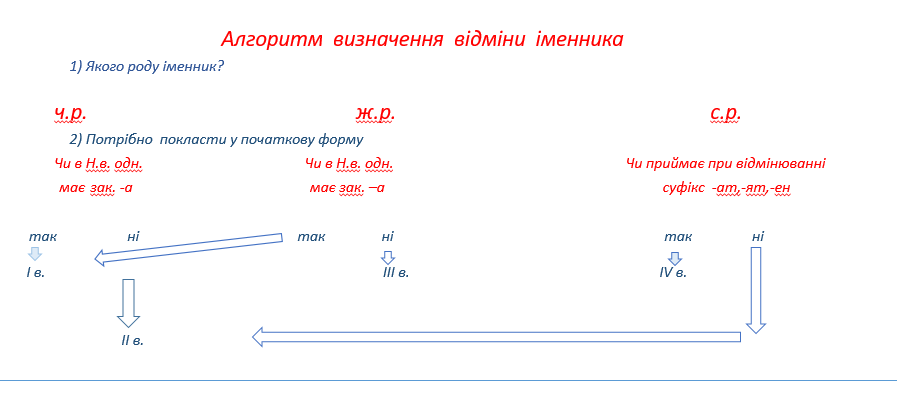 Алгоритм визначення відміни іменника
1) Якого роду іменник?
ч.р. ж.р. с.р.
2) Потрібно покласти у початкову форму
Чи в Н.в. одн. Чи в Н.в. одн. Чи приймає при відмінюванні
має зак. -а має зак. –а суфікс -ат,-ят,-ен
так ні так ні так ні
І в. ІІІ в. ІV в.
ІІ в.